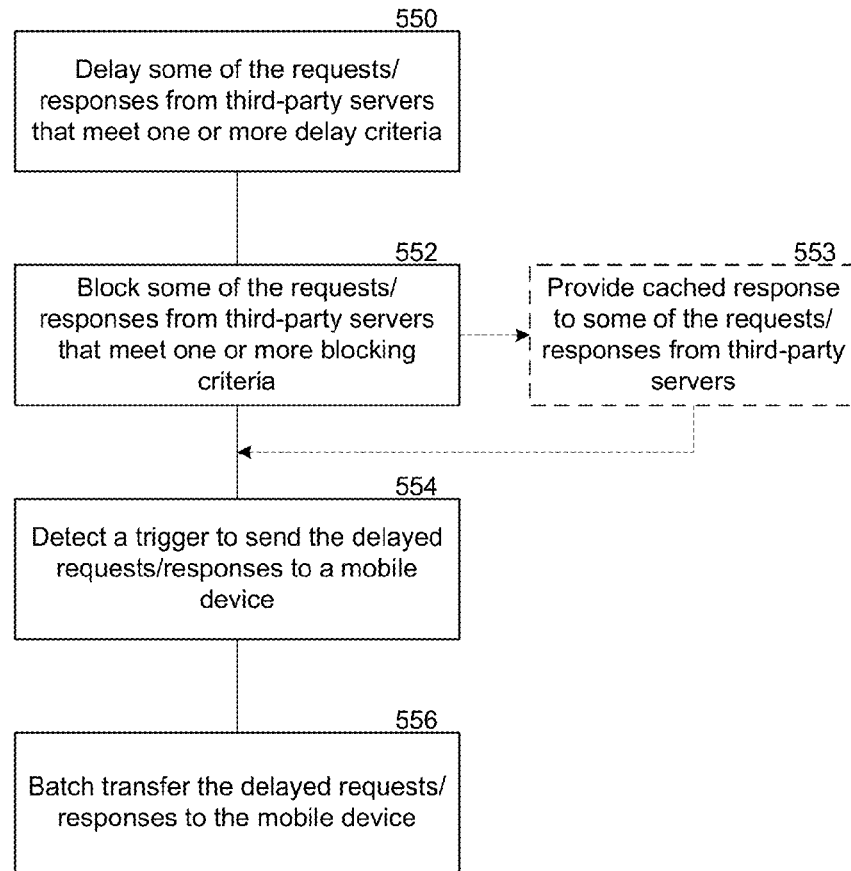 550
Delay some of the requests/
responses from third-party servers
that meet one or more delay criteria
552
Block some of the requests/
responses from third-party servers
that meet one or more blocking
criteria
553
Provide cached response
to some of the requests/
responses from third-party
servers
554
Detect a trigger to send the delayed
requests/responses to a mobile
device
556
Batch transfer the delayed requests/
responses to the mobile device